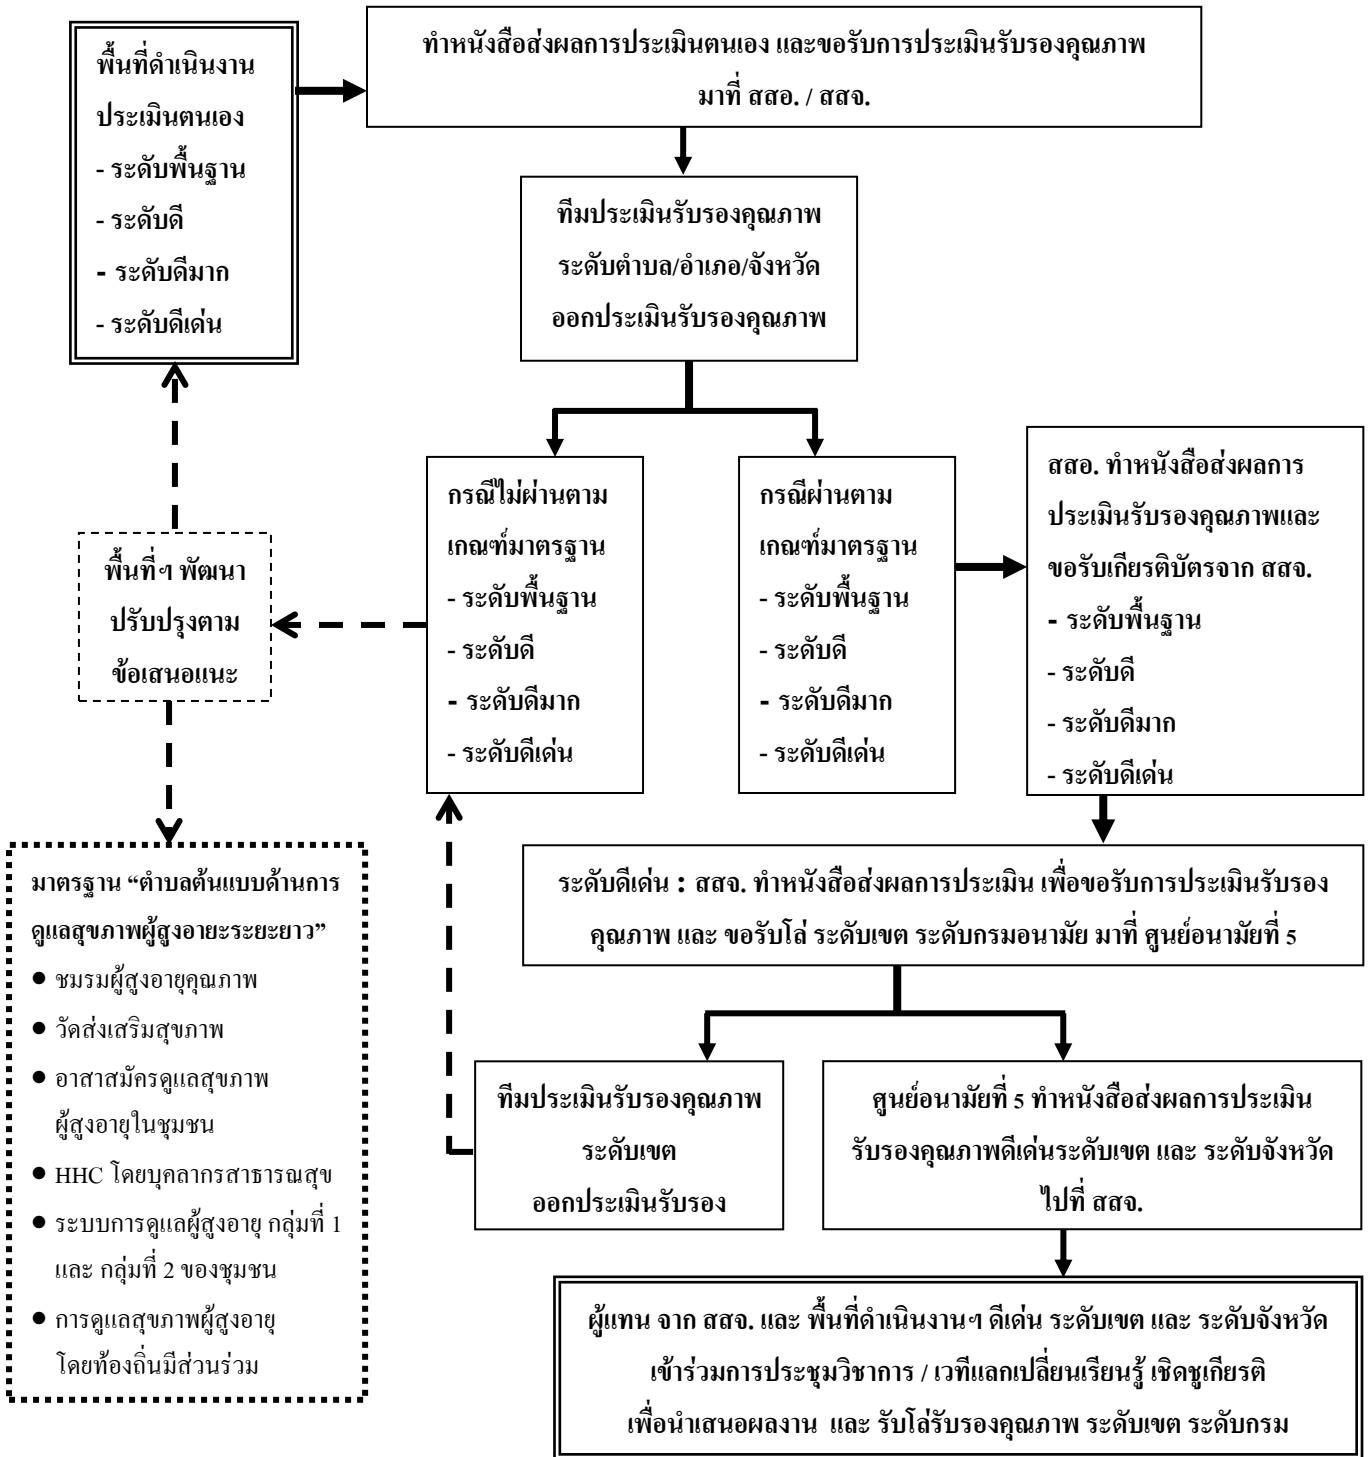 พื้นที่ดำเนินงาน
ประเมินตนเอง
- ระดับพื้นฐาน
- ระดับดี
- ระดับดีมาก
- ระดับดีเด่น
ทำหนังสือส่งผลการประเมินตนเอง และขอรับการประเมินรับรองคุณภาพ
มาที่ สสอ. / สสจ.
ทีมประเมินรับรองคุณภาพ
ระดับตำบล/อำเภอ/จังหวัด
ออกประเมินรับรองคุณภาพ
กรณีไม่ผ่านตาม
เกณฑ์มาตรฐาน
- ระดับพื้นฐาน
- ระดับดี
- ระดับดีมาก
- ระดับดีเด่น
กรณีผ่านตาม
เกณฑ์มาตรฐาน
- ระดับพื้นฐาน
- ระดับดี
- ระดับดีมาก
- ระดับดีเด่น
สสอ. ทำหนังสือส่งผลการ
ประเมินรับรองคุณภาพและ
ขอรับเกียรติบัตรจาก สสจ.
- ระดับพื้นฐาน
- ระดับดี
- ระดับดีมาก
- ระดับดีเด่น
พื้นที่ฯ พัฒนา
ปรับปรุงตาม
ข้อเสนอแนะ
มาตรฐาน “ตำบลต้นแบบด้านการ
ดูแลสุขภาพผู้สูงอายะระยะยาว”
● ชมรมผู้สูงอายุคุณภาพ
● วัดส่งเสริมสุขภาพ
● อาสาสมัครดูแลสุขภาพ
ผู้สูงอายุในชุมชน
● HHC โดยบุคลากรสาธารณสุข
● ระบบการดูแลผู้สูงอายุ กลุ่มที่ 1
และ กลุ่มที่ 2 ของชุมชน
● การดูแลสุขภาพผู้สูงอายุ
โดยท้องถิ่นมีส่วนร่วม
ระดับดีเด่น : สสจ. ทำหนังสือส่งผลการประเมิน เพื่อขอรับการประเมินรับรอง
คุณภาพ และ ขอรับโล่ ระดับเขต ระดับกรมอนามัย มาที่ ศูนย์อนามัยที่ 5
ทีมประเมินรับรองคุณภาพ
ระดับเขต
ออกประเมินรับรอง
ศูนย์อนามัยที่ 5 ทำหนังสือส่งผลการประเมิน
รับรองคุณภาพดีเด่นระดับเขต และ ระดับจังหวัด
ไปที่ สสจ.
ผู้แทน จาก สสจ. และ พื้นที่ดำเนินงานฯ ดีเด่น ระดับเขต และ ระดับจังหวัด
เข้าร่วมการประชุมวิชาการ / เวทีแลกเปลี่ยนเรียนรู้ เชิดชูเกียรติ
เพื่อนำเสนอผลงาน และ รับโล่รับรองคุณภาพ ระดับเขต ระดับกรม